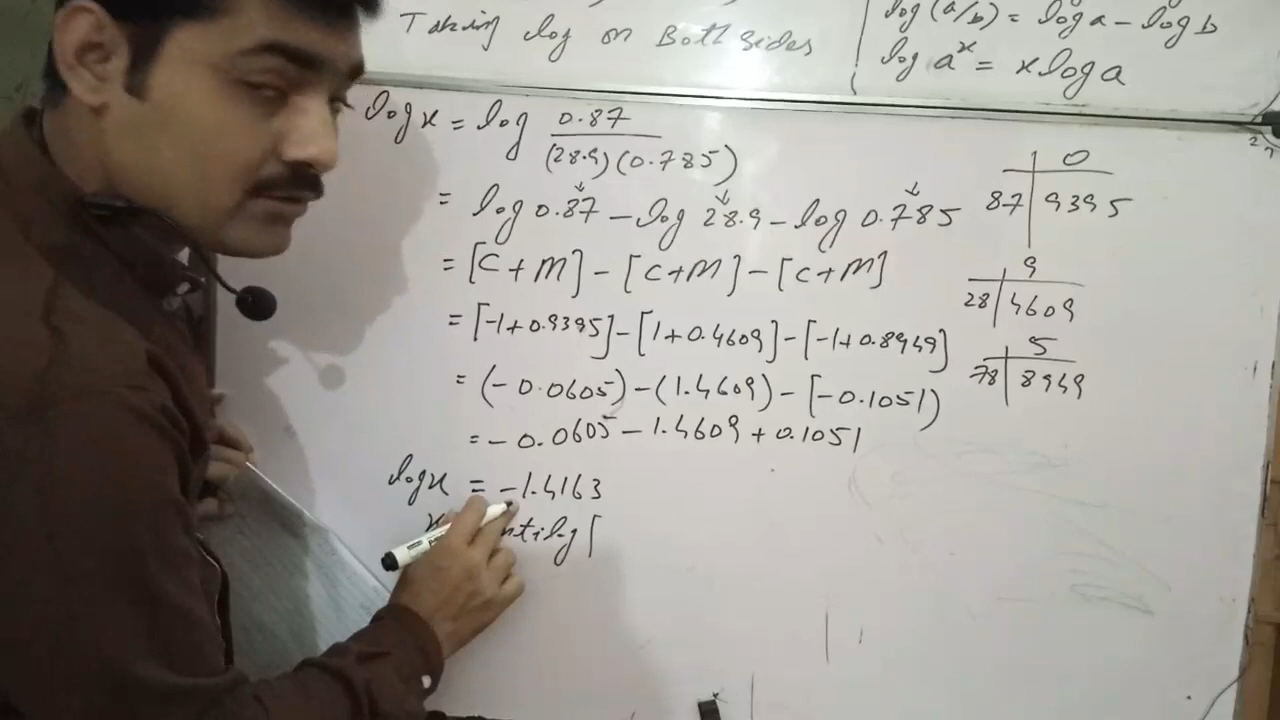 Taking log on Both Sides
log (a/b) = log a - log b
log a^x = x log a
log x = log 0.87 / (28.9)(0.785)
= log 0.87 - log 28.9 - log 0.785
= [C+M] - [C+M] - [C+M]
= [-1+0.9395] - [1+0.4609] - [-1+0.8949]
= (-0.0605) - (1.4609) - [-0.1051)
= -0.0605 - 1.4609 + 0.1051
log x = -1.4163
x ntilog [
0
87 | 9395
9
28 | 4609
5
78 | 8949